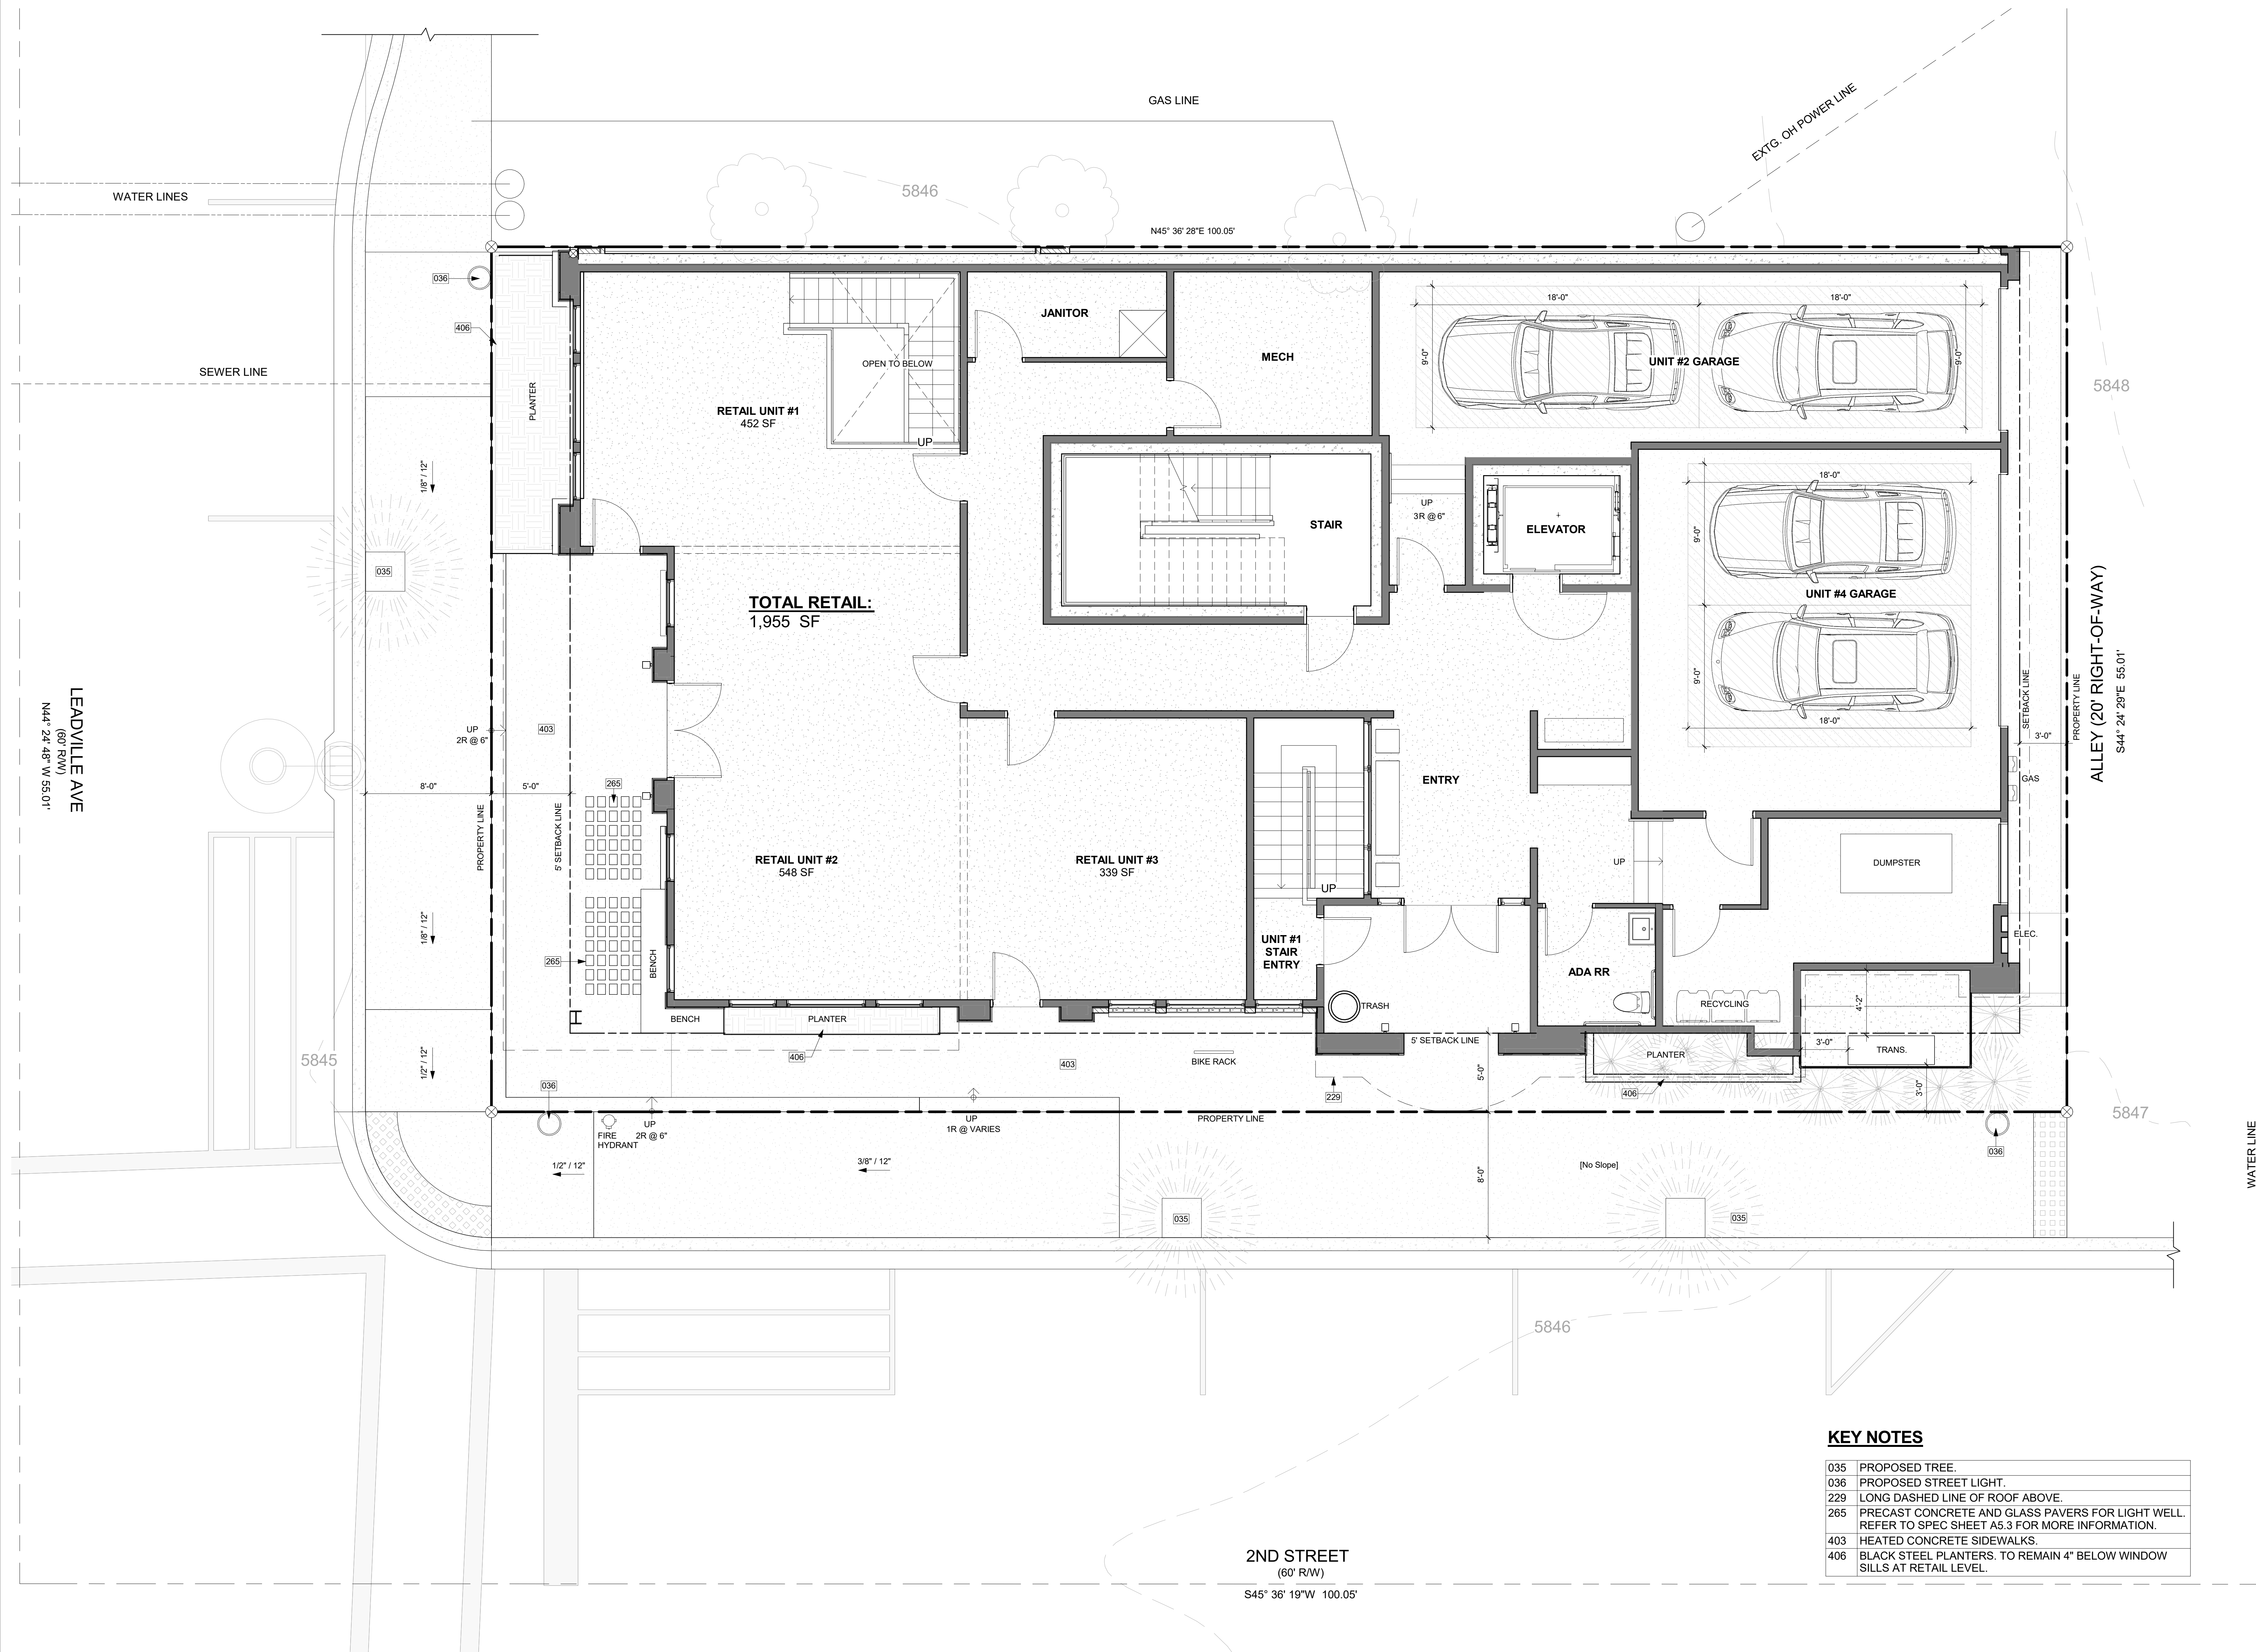 GAS LINE
EXTG. OH POWER LINE
WATER LINES
5846
N45° 36' 28"E 100.05'
036
406
SEWER LINE
PLANTER
RETAIL UNIT #1
452 SF
OPEN TO BELOW
UP
JANITOR
MECH
18'-0"
18'-0"
9'-0"
9'-0"
UNIT #2 GARAGE
5848
1/8" / 12"
035
STAIR
UP
3R @ 6"
ELEVATOR
18'-0"
9'-0"
UNIT #4 GARAGE
9'-0"
18'-0"
TOTAL RETAIL:
1,955 SF
LEADVILLE AVE
(60' R/W)
N44° 24' 48" W 55.01'
UP
2R @ 6"
403
8'-0"
5'-0"
265
PROPERTY LINE
5' SETBACK LINE
SETBACK LINE
PROPERTY LINE
3'-0"
GAS
ALLEY (20' RIGHT-OF-WAY)
S44° 24' 29"E 55.01'
ENTRY
RETAIL UNIT #2
548 SF
RETAIL UNIT #3
339 SF
UP
UP
DUMPSTER
1/8" / 12"
265
BENCH
UNIT #1
STAIR
ENTRY
ADA RR
ELEC.
TRASH
RECYCLING
4'-2"
H
BENCH
PLANTER
406
403
BIKE RACK
5' SETBACK LINE
PLANTER
3'-0"
TRANS.
5845
1/2" / 12"
036
5'-0"
229
406
3'-0"
5847
FIRE
HYDRANT
UP
2R @ 6"
UP
1R @ VARIES
PROPERTY LINE
036
WATER LINE
1/2" / 12"
3/8" / 12"
8'-0"
[No Slope]
035
035
5846
2ND STREET
(60' R/W)
S45° 36' 19"W 100.05'
KEY NOTES
035 PROPOSED TREE.
036 PROPOSED STREET LIGHT.
229 LONG DASHED LINE OF ROOF ABOVE.
265 PRECAST CONCRETE AND GLASS PAVERS FOR LIGHT WELL.
REFER TO SPEC SHEET A5.3 FOR MORE INFORMATION.
403 HEATED CONCRETE SIDEWALKS.
406 BLACK STEEL PLANTERS. TO REMAIN 4" BELOW WINDOW
SILLS AT RETAIL LEVEL.